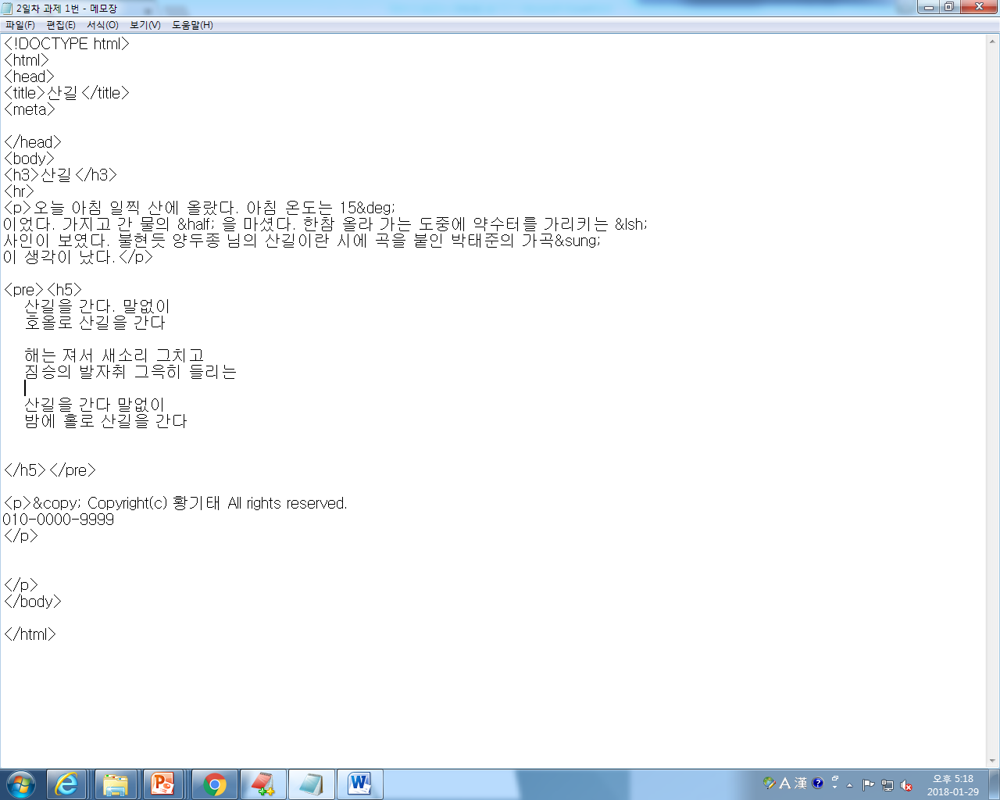 2일차 과제 1번 - 메모장
파일(F) 편집(E) 서식(O) 보기(V) 도움말(H)
<!DOCTYPE html>
<html>
<head>
<title>산길</title>
<meta>
</head>
<body>
<h3>산길</h3>
<hr>
<p>오늘 아침 일찍 산에 올랐다. 아침 온도는 15&deg;
이었다. 가지고 간 물의 &half; 을 마셨다. 한참 올라 가는 도중에 약수터를 가리키는 &lsh;
사인이 보였다. 불현듯 양두종 님의 산길이란 시에 곡을 붙인 박태준의 가곡&sung;
이 생각이 났다.</p>
<pre><h5>
산길을 간다. 말없이
호올로 산길을 간다
해는 져서 새소리 그치고
짐승의 발자취 그윽히 들리는
산길을 간다 말없이
밤에 홀로 산길을 간다
</h5></pre>
<p>&copy; Copyright(c) 황기태 All rights reserved.
010-0000-9999
</p>
</p>
</body>
</html>
A 漢
오후 5:18
2018-01-29